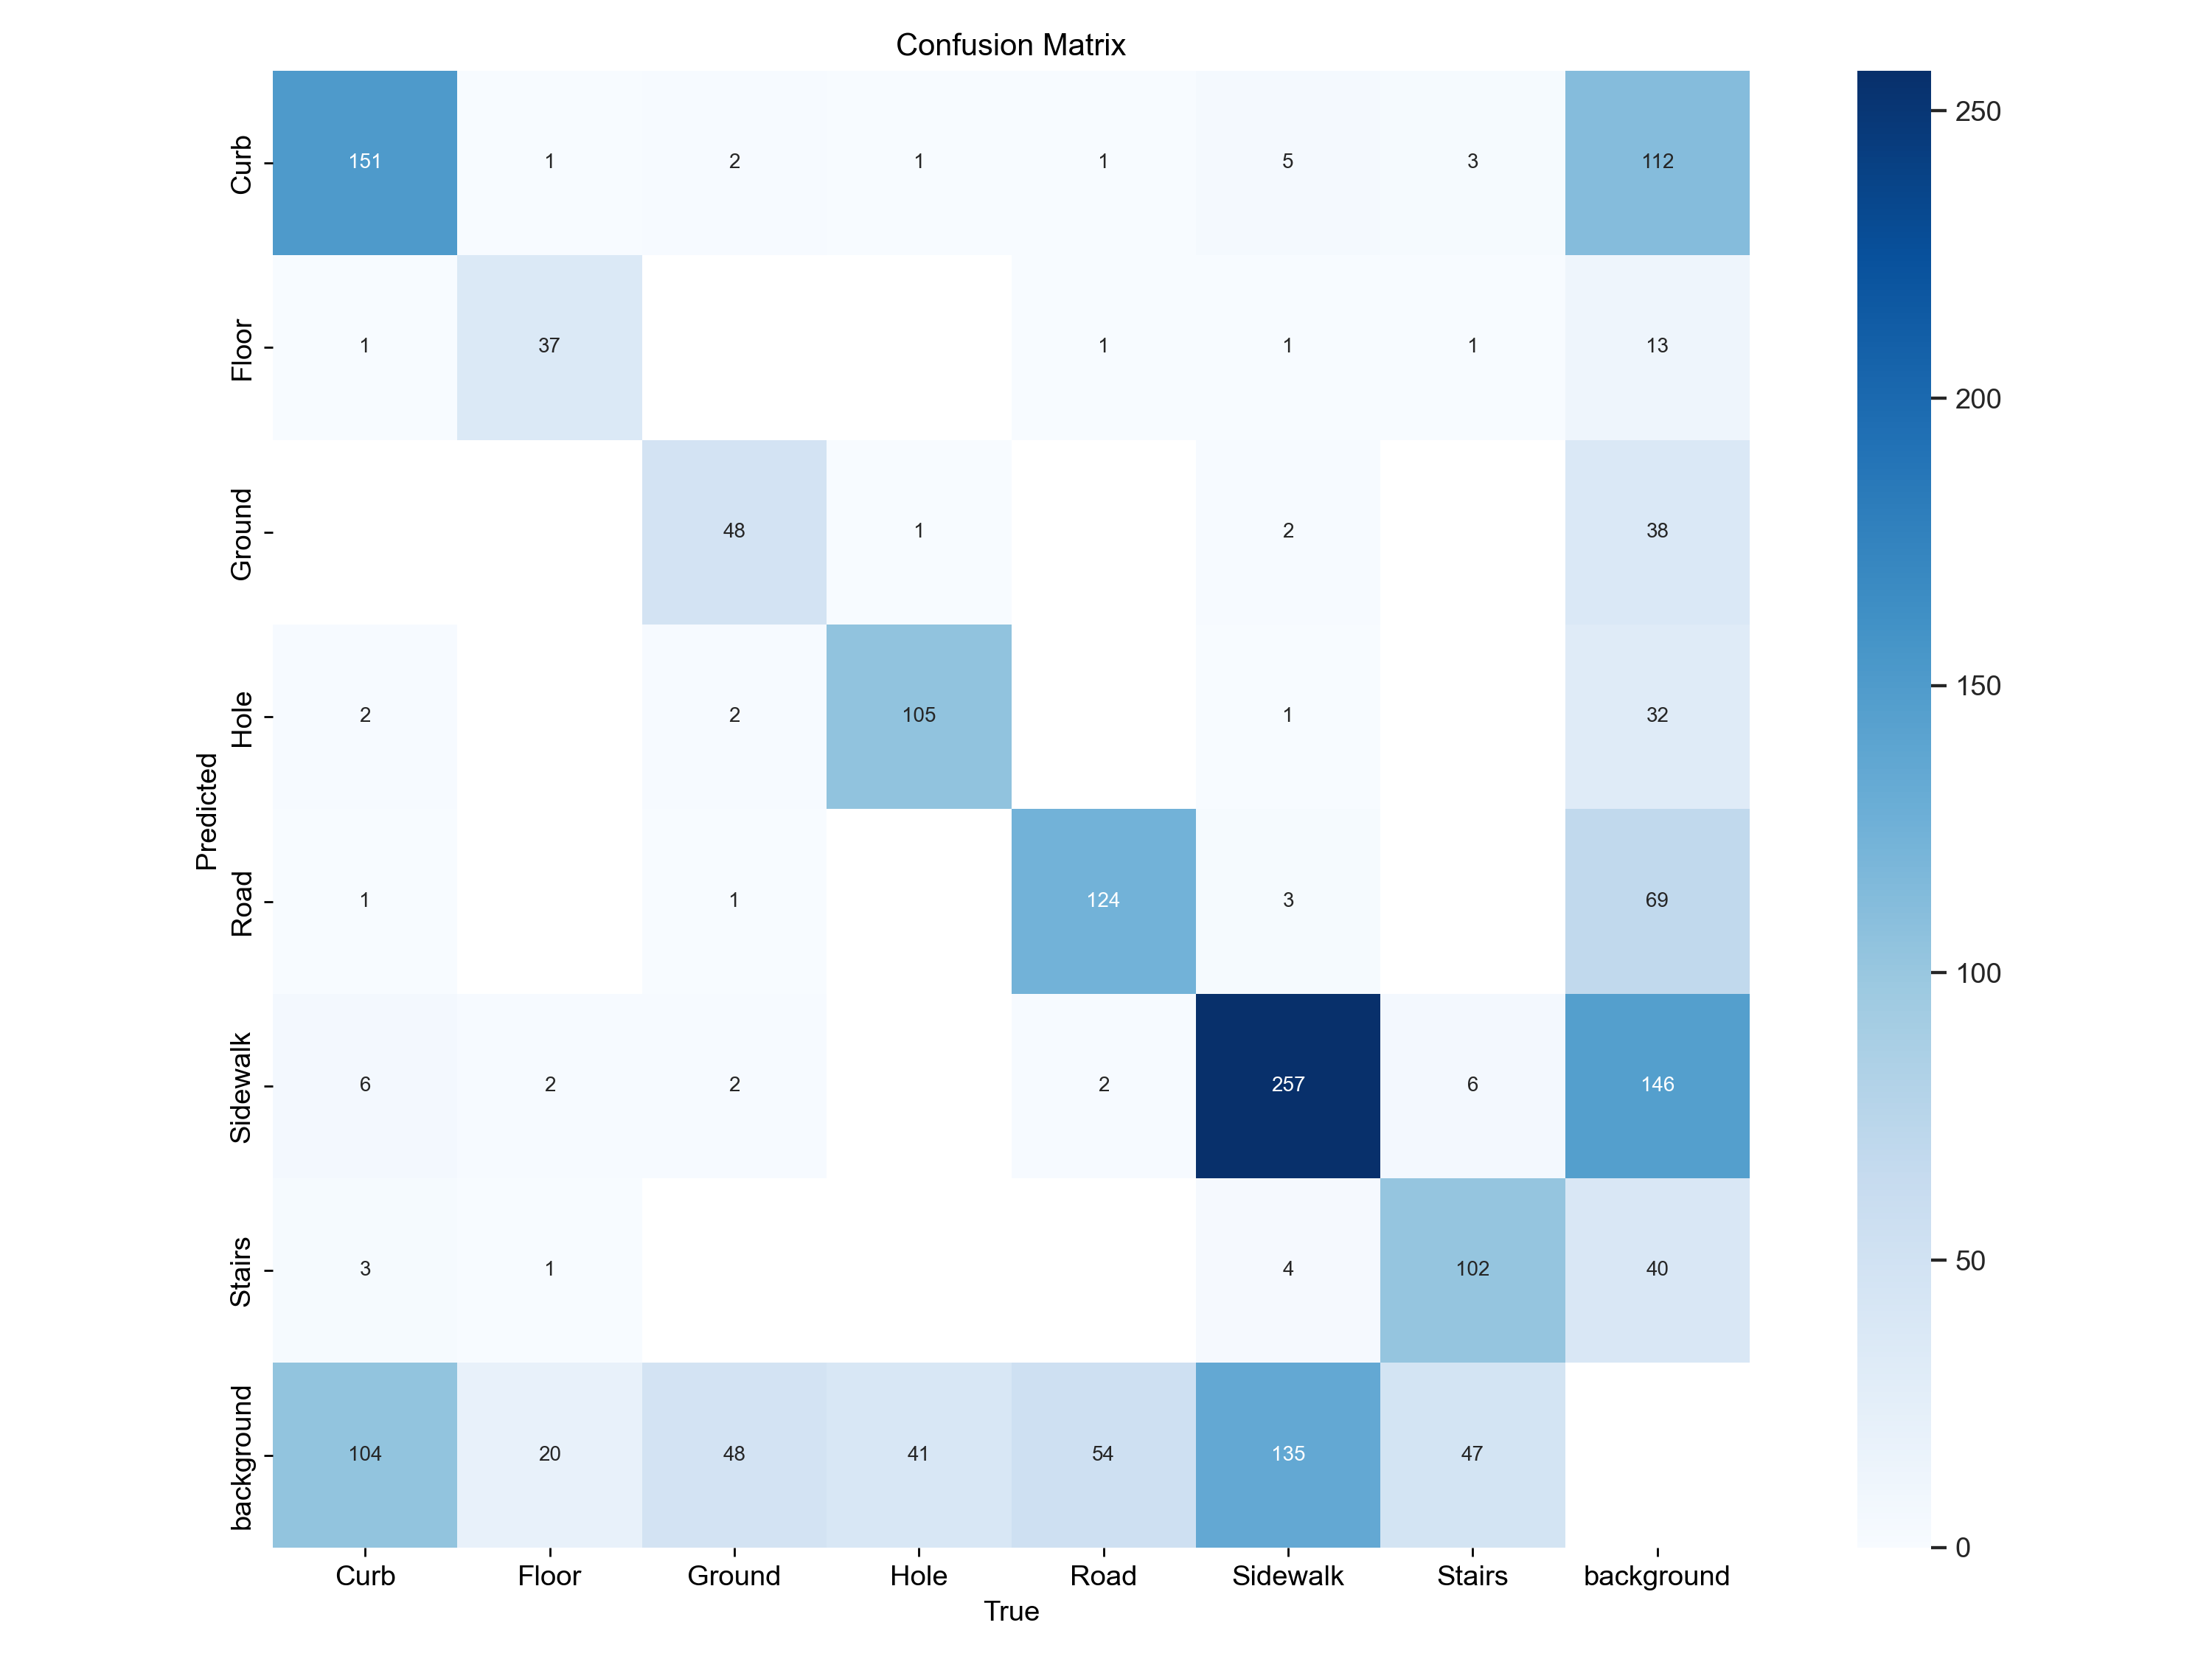 Confusion Matrix
Curb 151 1 2 1 1 5 3 112
Floor 1 37 1 1 1 13
Ground 48 1 2 38
Hole 2 2 105 1 32
Road 1 1 124 3 69
Sidewalk 6 2 2 2 257 6 146
Stairs 3 1 4 102 40
background 104 20 48 41 54 135 47
Predicted
Curb Floor Ground Hole Road Sidewalk Stairs background
True
250
200
150
100
50
0